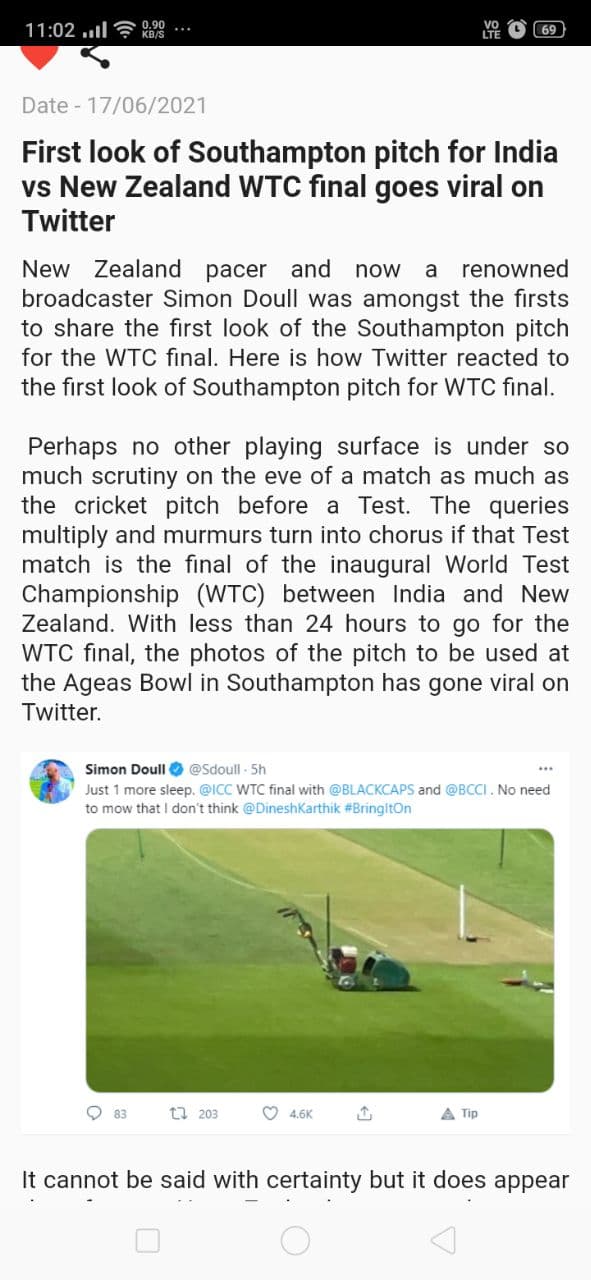 11:02 0.90 KB/S ... VO LTE 69
Date - 17/06/2021
First look of Southampton pitch for India
vs New Zealand WTC final goes viral on
Twitter
New Zealand pacer and now a renowned
broadcaster Simon Doull was amongst the firsts
to share the first look of the Southampton pitch
for the WTC final. Here is how Twitter reacted to
the first look of Southampton pitch for WTC final.
Perhaps no other playing surface is under so
much scrutiny on the eve of a match as much as
the cricket pitch before a Test. The queries
multiply and murmurs turn into chorus if that Test
match is the final of the inaugural World Test
Championship (WTC) between India and New
Zealand. With less than 24 hours to go for the
WTC final, the photos of the pitch to be used at
the Ageas Bowl in Southampton has gone viral on
Twitter.
Simon Doull @Sdoull · 5h
Just 1 more sleep. @ICC WTC final with @BLACKCAPS and @BCCI . No need
to mow that I don't think @DineshKarthik #BringItOn
83 203 4.6K Tip
It cannot be said with certainty but it does appear